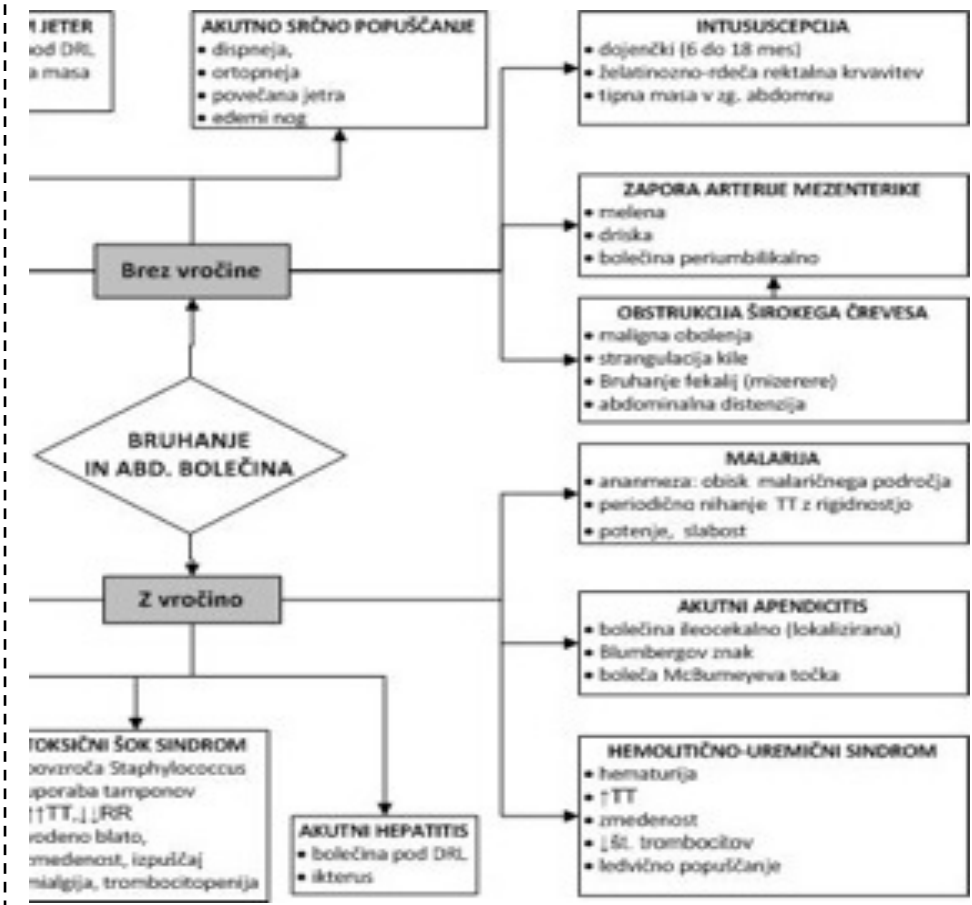 M JETER
pod DRL
a masa
AKUTNO SRČNO POPUŠČANJE
• dispneja,
• ortopneja
• povečana jetra
• edemi nog
INTUSUSCEPCIJA
• dojenčki (6 do 18 mes)
• želatinozno-rdeča rektalna krvavitev
• tipna masa v zg. abdomnu
ZAPORA ARTERIJE MEZENTERIKE
• melena
• driska
• bolečina periumbilikalno
Brez vročine
OBSTRUKCIJA ŠIROKEGA ČREVESA
• maligna obolenja
• strangulacija kile
• Bruhanje fekalij (mizerere)
• abdominalna distenzija
BRUHANJE
IN ABD. BOLEČINA
MALARIJA
• ananmeza: obisk malaričnega področja
• periodično nihanje TT z rigidnostjo
• potenje, slabost
Z vročino
AKUTNI APENDICITIS
• bolečina ileocekalno (lokalizirana)
• Blumbergov znak
• boleča McBurneyeva točka
TOKSIČNI ŠOK SINDROM
povzroča Staphylococcus
uporaba tamponov
↑↑TT,↓↓RR
vodeno blato,
zmedenost, izpuščaj
mialgija, trombocitopenija
AKUTNI HEPATITIS
• bolečina pod DRL
• ikterus
HEMOLITIČNO-UREMIČNI SINDROM
• hematurija
• ↑TT
• zmedenost
• ↓št. trombocitov
• ledvično popuščanje